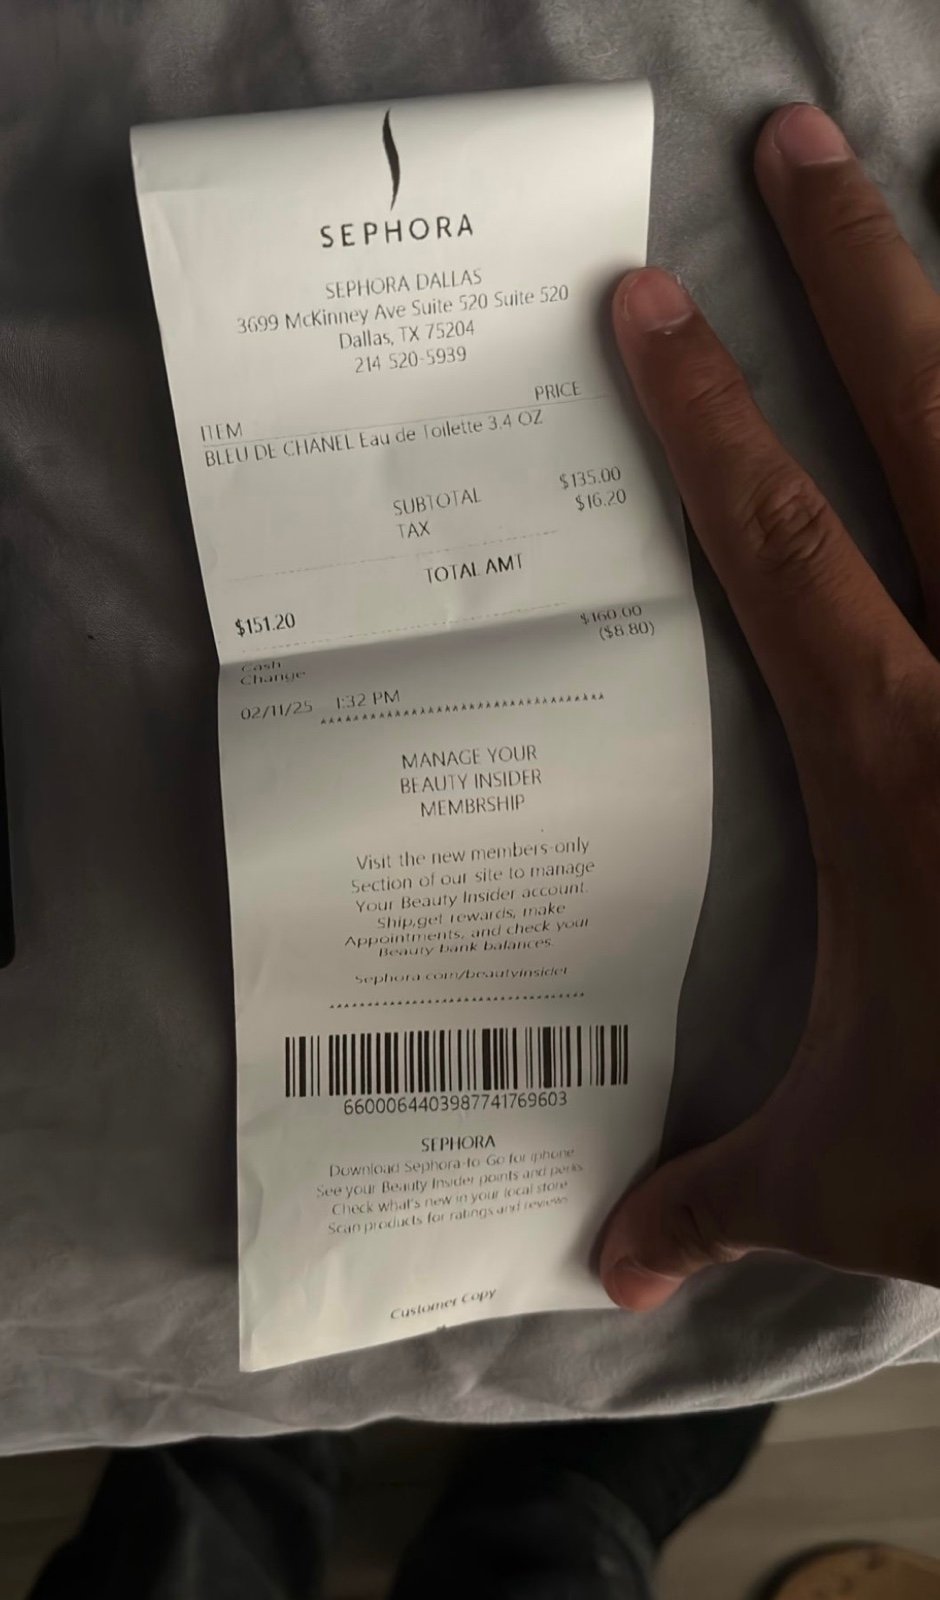 SEPHORA
SEPHORA DALLAS
3699 McKinney Ave Suite 520 Suite 520
Dallas, TX 75204
214 520-5939
ITEM PRICE
BLEU DE CHANEL Eau de Toilette 3.4 OZ
SUBTOTAL $135.00
TAX $16.20
TOTAL AMT
$151.20
Cash $160.00
Change ($8.80)
02/11/25 1:32 PM
MANAGE YOUR
BEAUTY INSIDER
MEMBRSHIP
Visit the new members-only
Section of our site to manage
Your Beauty Insider account.
Ship,get rewards, make
Appointments, and check your
Beauty bank balances.
Sephora.com/beautyinsider
6600064403987741769603
SEPHORA
Download Sephora-to-Go for iphone
See your Beauty Insider points and perks
Check what's new in your local store
Scan products for ratings and reviews
Customer Copy